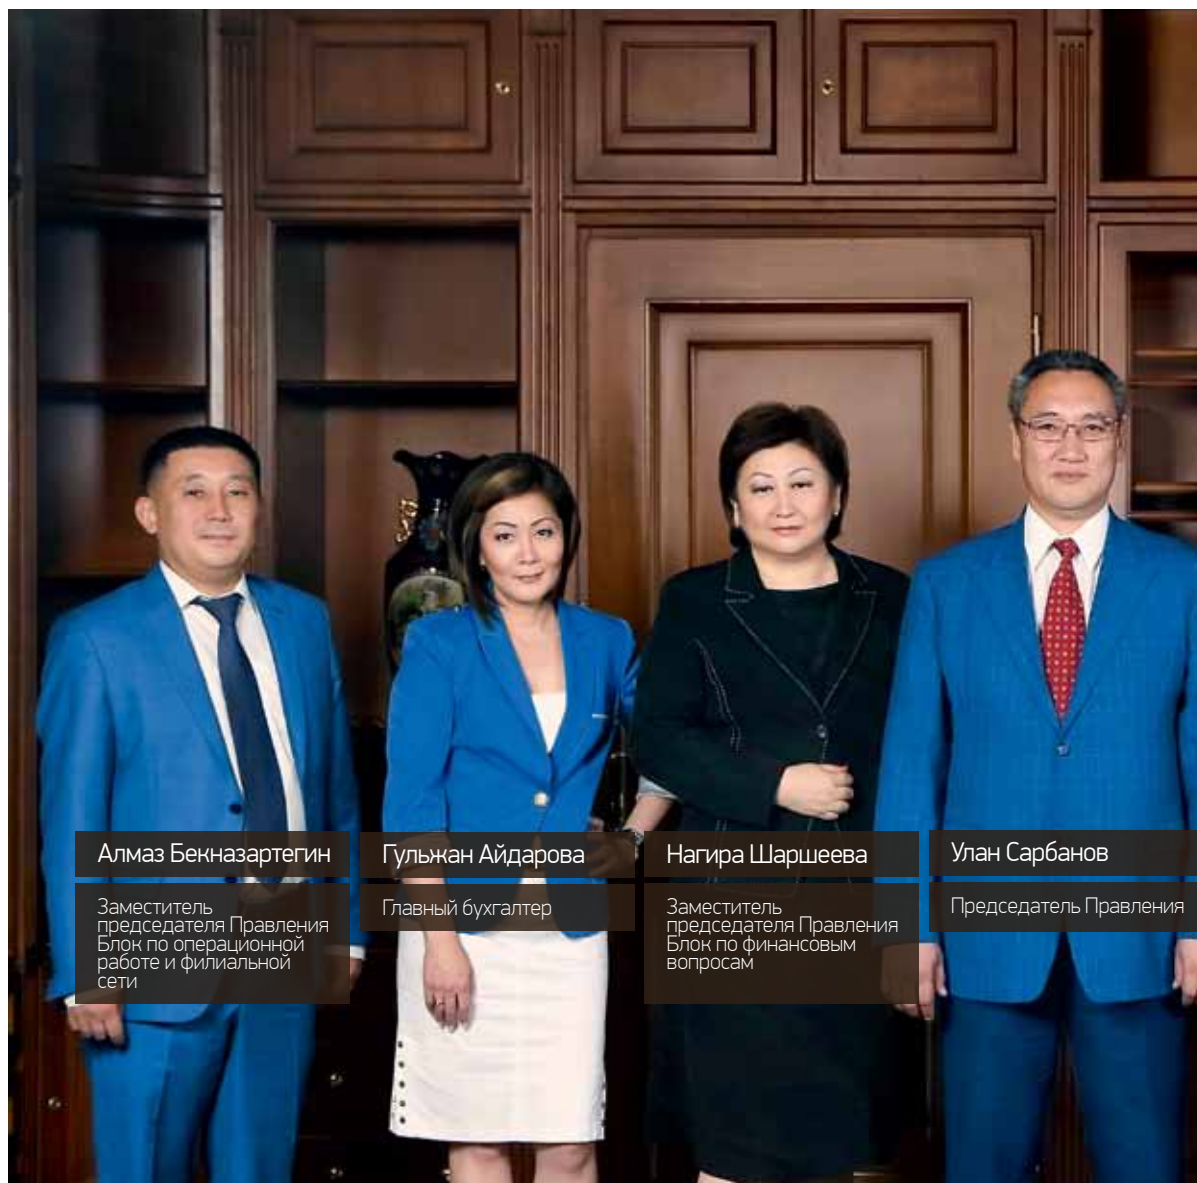 Алмаз Бекназартегин
Заместитель
председателя Правления
Блок по операционной
работе и филиальной
сети
Гульжан Айдарова
Главный бухгалтер
Нагира Шаршеева
Заместитель
председателя Правления
Блок по финансовым
вопросам
Улан Сарбанов
Председатель Правления